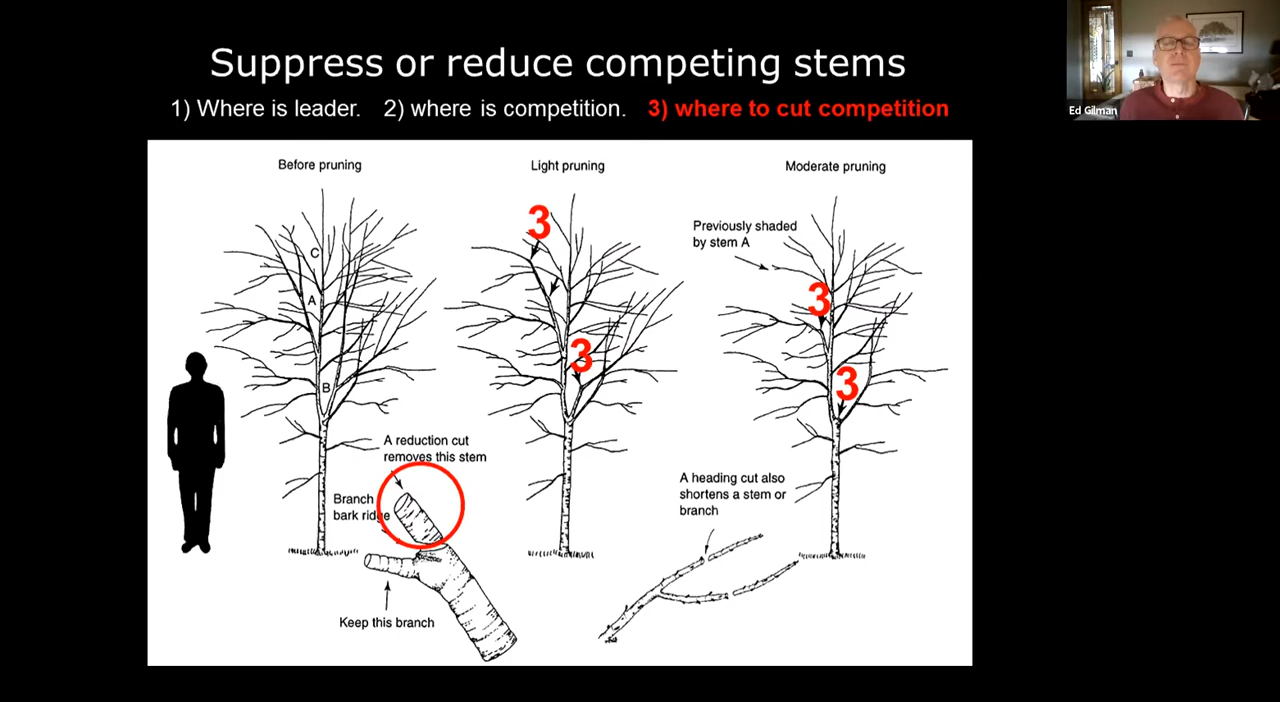 Suppress or reduce competing stems
1) Where is leader. 2) where is competition. 3) where to cut competition
Ed Gilman
Before pruning
Light pruning
Moderate pruning
Previously shaded
by stem A
C
A
B
3
3
3
3
A reduction cut
removes this stem
Branch
bark ridge
Keep this branch
A heading cut also
shortens a stem or
branch